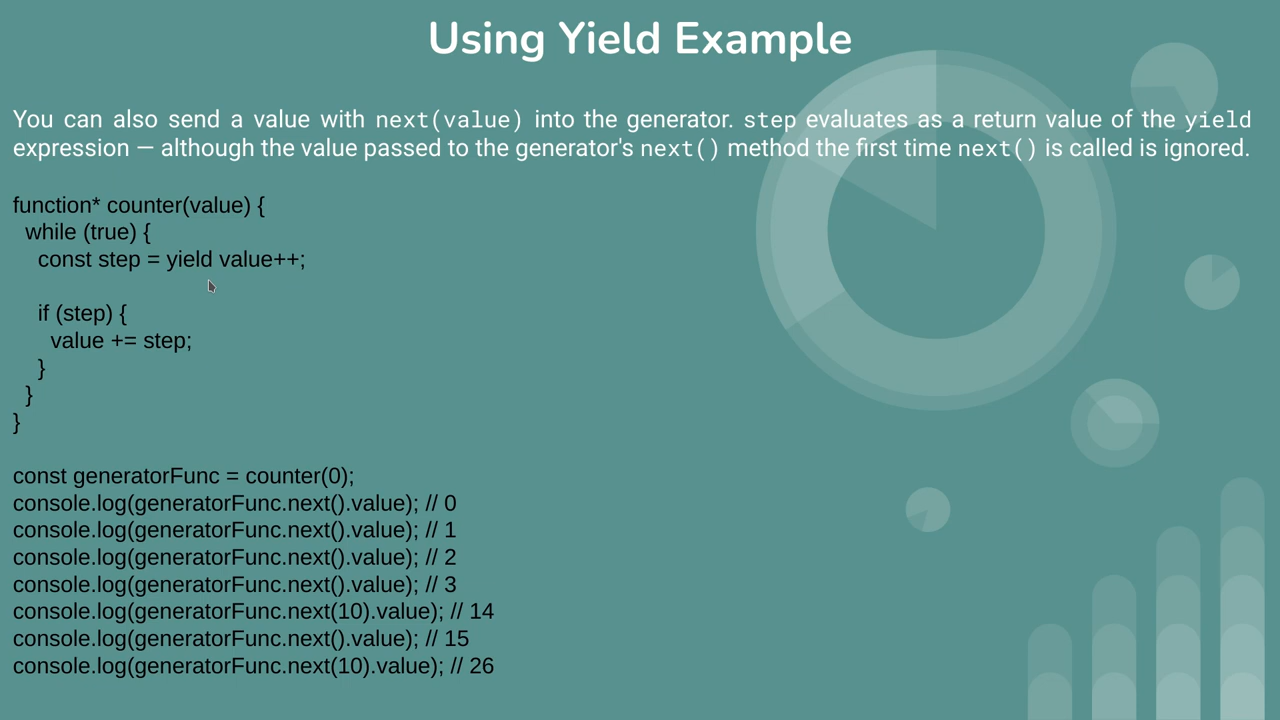 Using Yield Example
You can also send a value with next(value) into the generator. step evaluates as a return value of the yield
expression — although the value passed to the generator's next() method the first time next() is called is ignored.
function* counter(value) {
  while (true) {
    const step = yield value++;
    if (step) {
      value += step;
    }
  }
}
const generatorFunc = counter(0);
console.log(generatorFunc.next().value); // 0
console.log(generatorFunc.next().value); // 1
console.log(generatorFunc.next().value); // 2
console.log(generatorFunc.next().value); // 3
console.log(generatorFunc.next(10).value); // 14
console.log(generatorFunc.next().value); // 15
console.log(generatorFunc.next(10).value); // 26